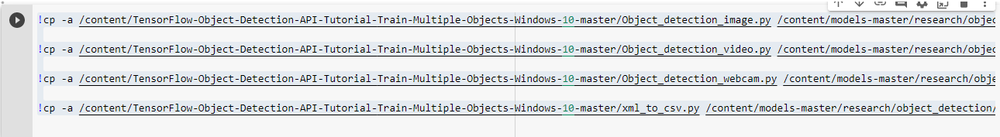 !cp -a /content/TensorFlow-Object-Detection-API-Tutorial-Train-Multiple-Objects-Windows-10-master/Object_detection_image.py /content/models-master/research/objec
!cp -a /content/TensorFlow-Object-Detection-API-Tutorial-Train-Multiple-Objects-Windows-10-master/Object_detection_video.py /content/models-master/research/objec
!cp -a /content/TensorFlow-Object-Detection-API-Tutorial-Train-Multiple-Objects-Windows-10-master/Object_detection_webcam.py /content/models-master/research/obje
!cp -a /content/TensorFlow-Object-Detection-API-Tutorial-Train-Multiple-Objects-Windows-10-master/xml_to_csv.py /content/models-master/research/object_detection/